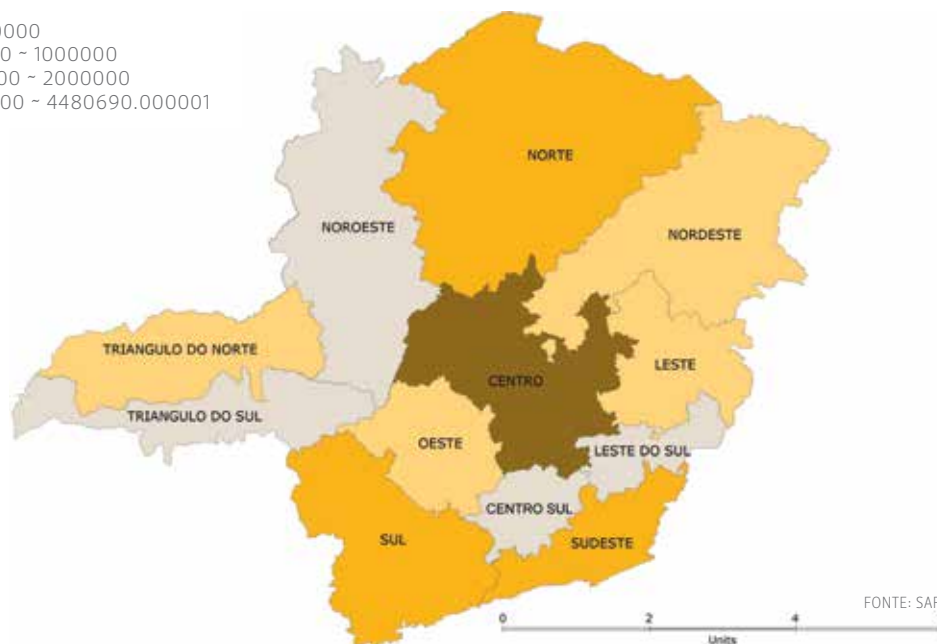 0000
0 ~ 1000000
00 ~ 2000000
00 ~ 4480690.000001
NORTE
NOROESTE
NORDESTE
TRIANGULO DO NORTE
LESTE
CENTRO
TRIANGULO DO SUL
OESTE
LESTE DO SUL
CENTRO SUL
SUL
SUDESTE
FONTE: SAR
0 2 4
Units